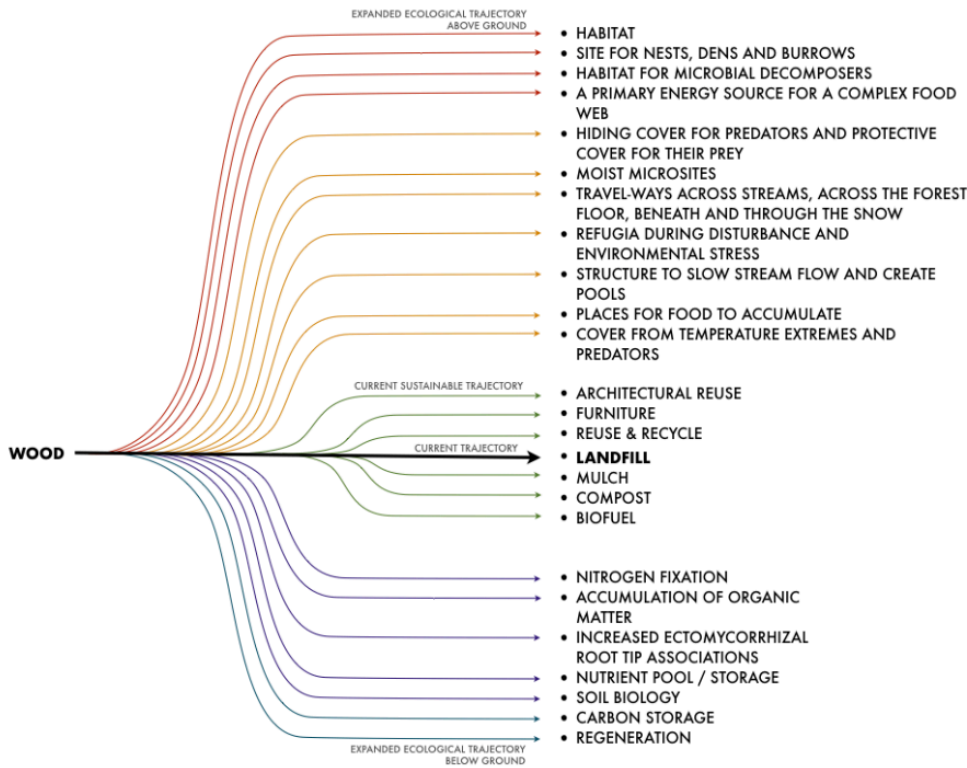 EXPANDED ECOLOGICAL TRAJECTORY
ABOVE GROUND
• HABITAT
• SITE FOR NESTS, DENS AND BURROWS
• HABITAT FOR MICROBIAL DECOMPOSERS
• A PRIMARY ENERGY SOURCE FOR A COMPLEX FOOD
WEB
• HIDING COVER FOR PREDATORS AND PROTECTIVE
COVER FOR THEIR PREY
• MOIST MICROSITES
• TRAVEL-WAYS ACROSS STREAMS, ACROSS THE FOREST
FLOOR, BENEATH AND THROUGH THE SNOW
• REFUGIA DURING DISTURBANCE AND
ENVIRONMENTAL STRESS
• STRUCTURE TO SLOW STREAM FLOW AND CREATE
POOLS
• PLACES FOR FOOD TO ACCUMULATE
• COVER FROM TEMPERATURE EXTREMES AND
PREDATORS
CURRENT SUSTAINABLE TRAJECTORY
• ARCHITECTURAL REUSE
• FURNITURE
• REUSE & RECYCLE
WOOD
CURRENT TRAJECTORY
• LANDFILL
• MULCH
• COMPOST
• BIOFUEL
• NITROGEN FIXATION
• ACCUMULATION OF ORGANIC
MATTER
• INCREASED ECTOMYCORRHIZAL
ROOT TIP ASSOCIATIONS
• NUTRIENT POOL / STORAGE
• SOIL BIOLOGY
• CARBON STORAGE
• REGENERATION
EXPANDED ECOLOGICAL TRAJECTORY
BELOW GROUND